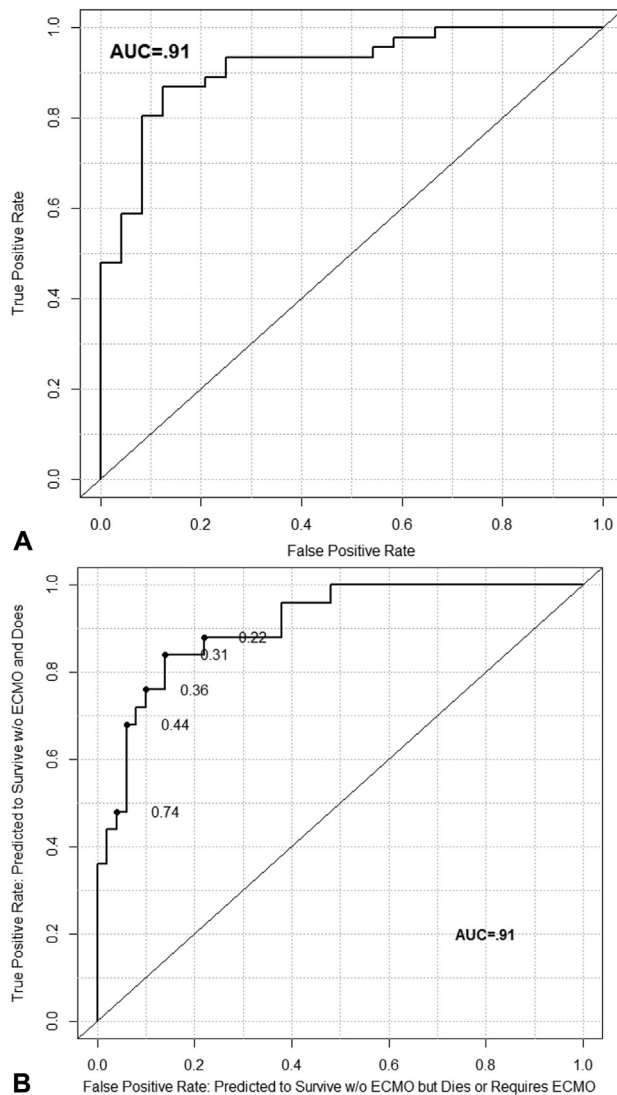 AUC=.91
True Positive Rate
1.0
0.8
0.6
0.4
0.2
0.0
0.0 0.2 0.4 0.6 0.8 1.0
False Positive Rate
A
True Positive Rate: Predicted to Survive w/o ECMO and Does
1.0
0.8
0.6
0.4
0.2
0.0
0.22
0.31
0.36
0.44
0.74
AUC=.91
0.0 0.2 0.4 0.6 0.8 1.0
B
False Positive Rate: Predicted to Survive w/o ECMO but Dies or Requires ECMO